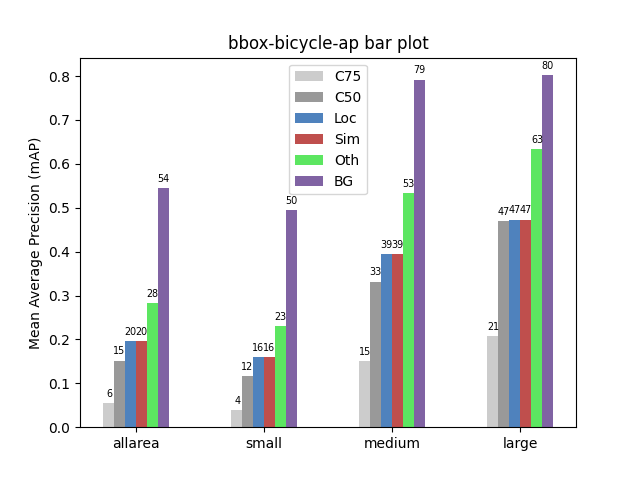 bbox-bicycle-ap bar plot
Mean Average Precision (mAP)
0.8
0.7
0.6
0.5
0.4
0.3
0.2
0.1
0.0
C75
C50
Loc
Sim
Oth
BG
6 15 20 20 28 54
4 12 16 16 23 50
15 33 39 39 53 79
21 47 47 47 63 80
allarea small medium large